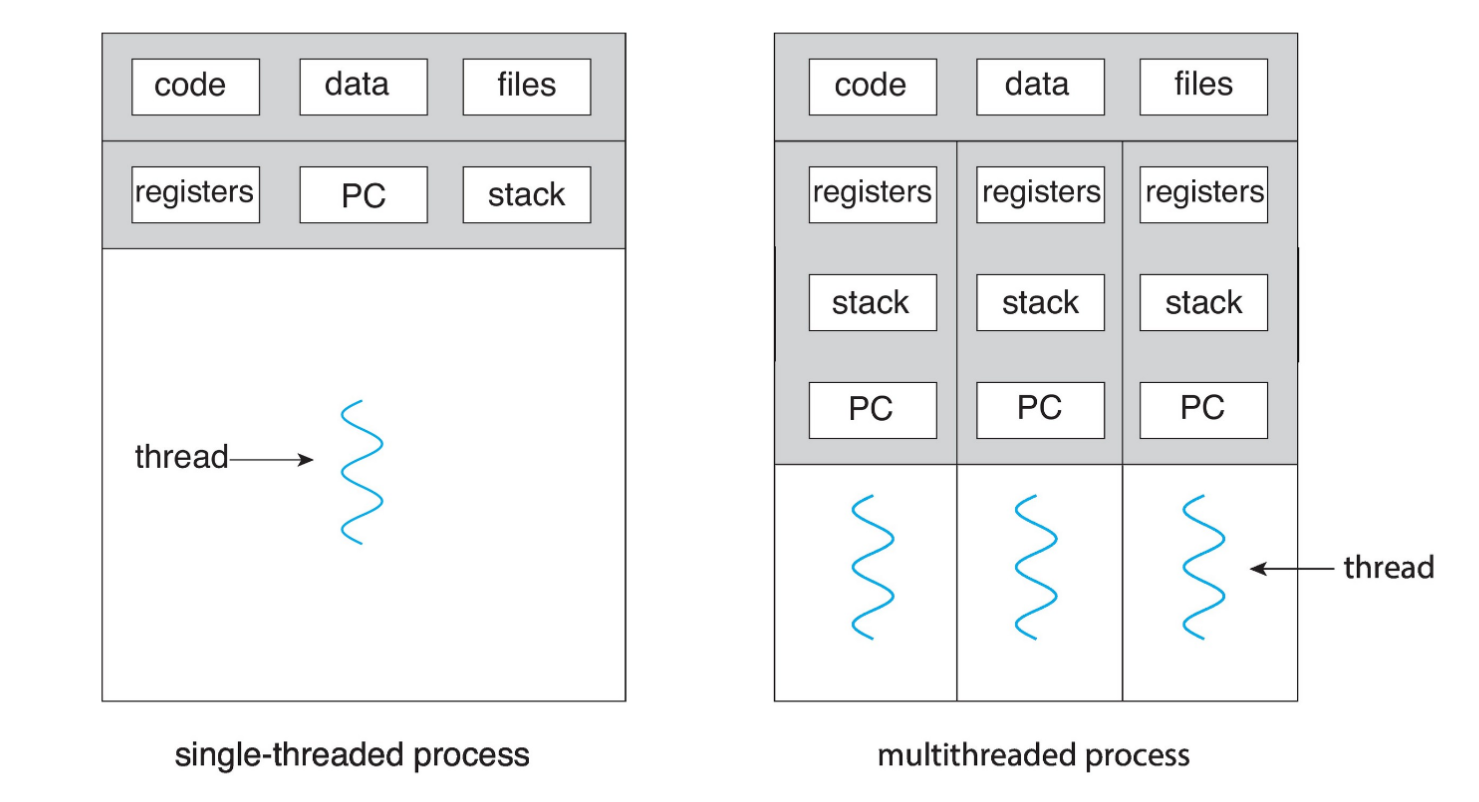 code data files
registers PC stack
thread
single-threaded process
code data files
registers registers registers
stack stack stack
PC PC PC
thread
multithreaded process